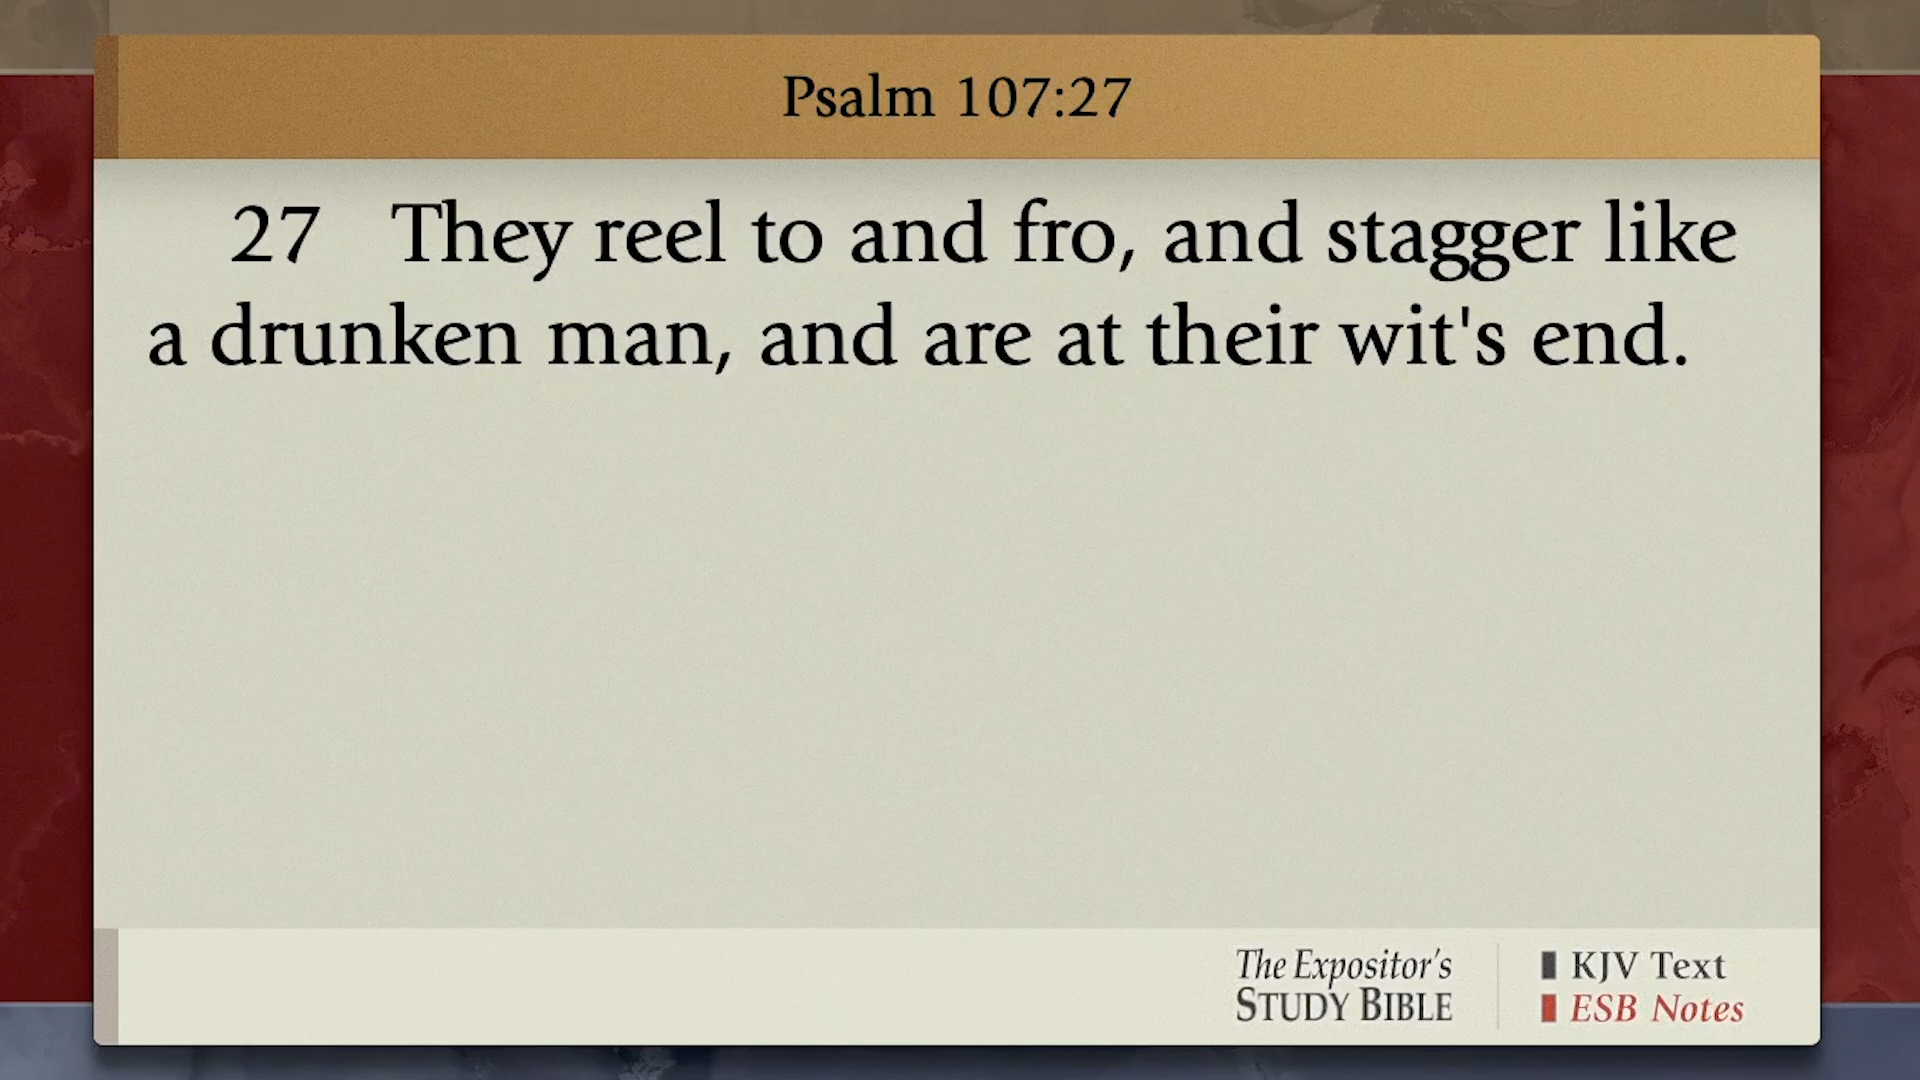 Psalm 107:27
27 They reel to and fro, and stagger like
a drunken man, and are at their wit's end.
The Expositor's
STUDY BIBLE
KJV Text
ESB Notes